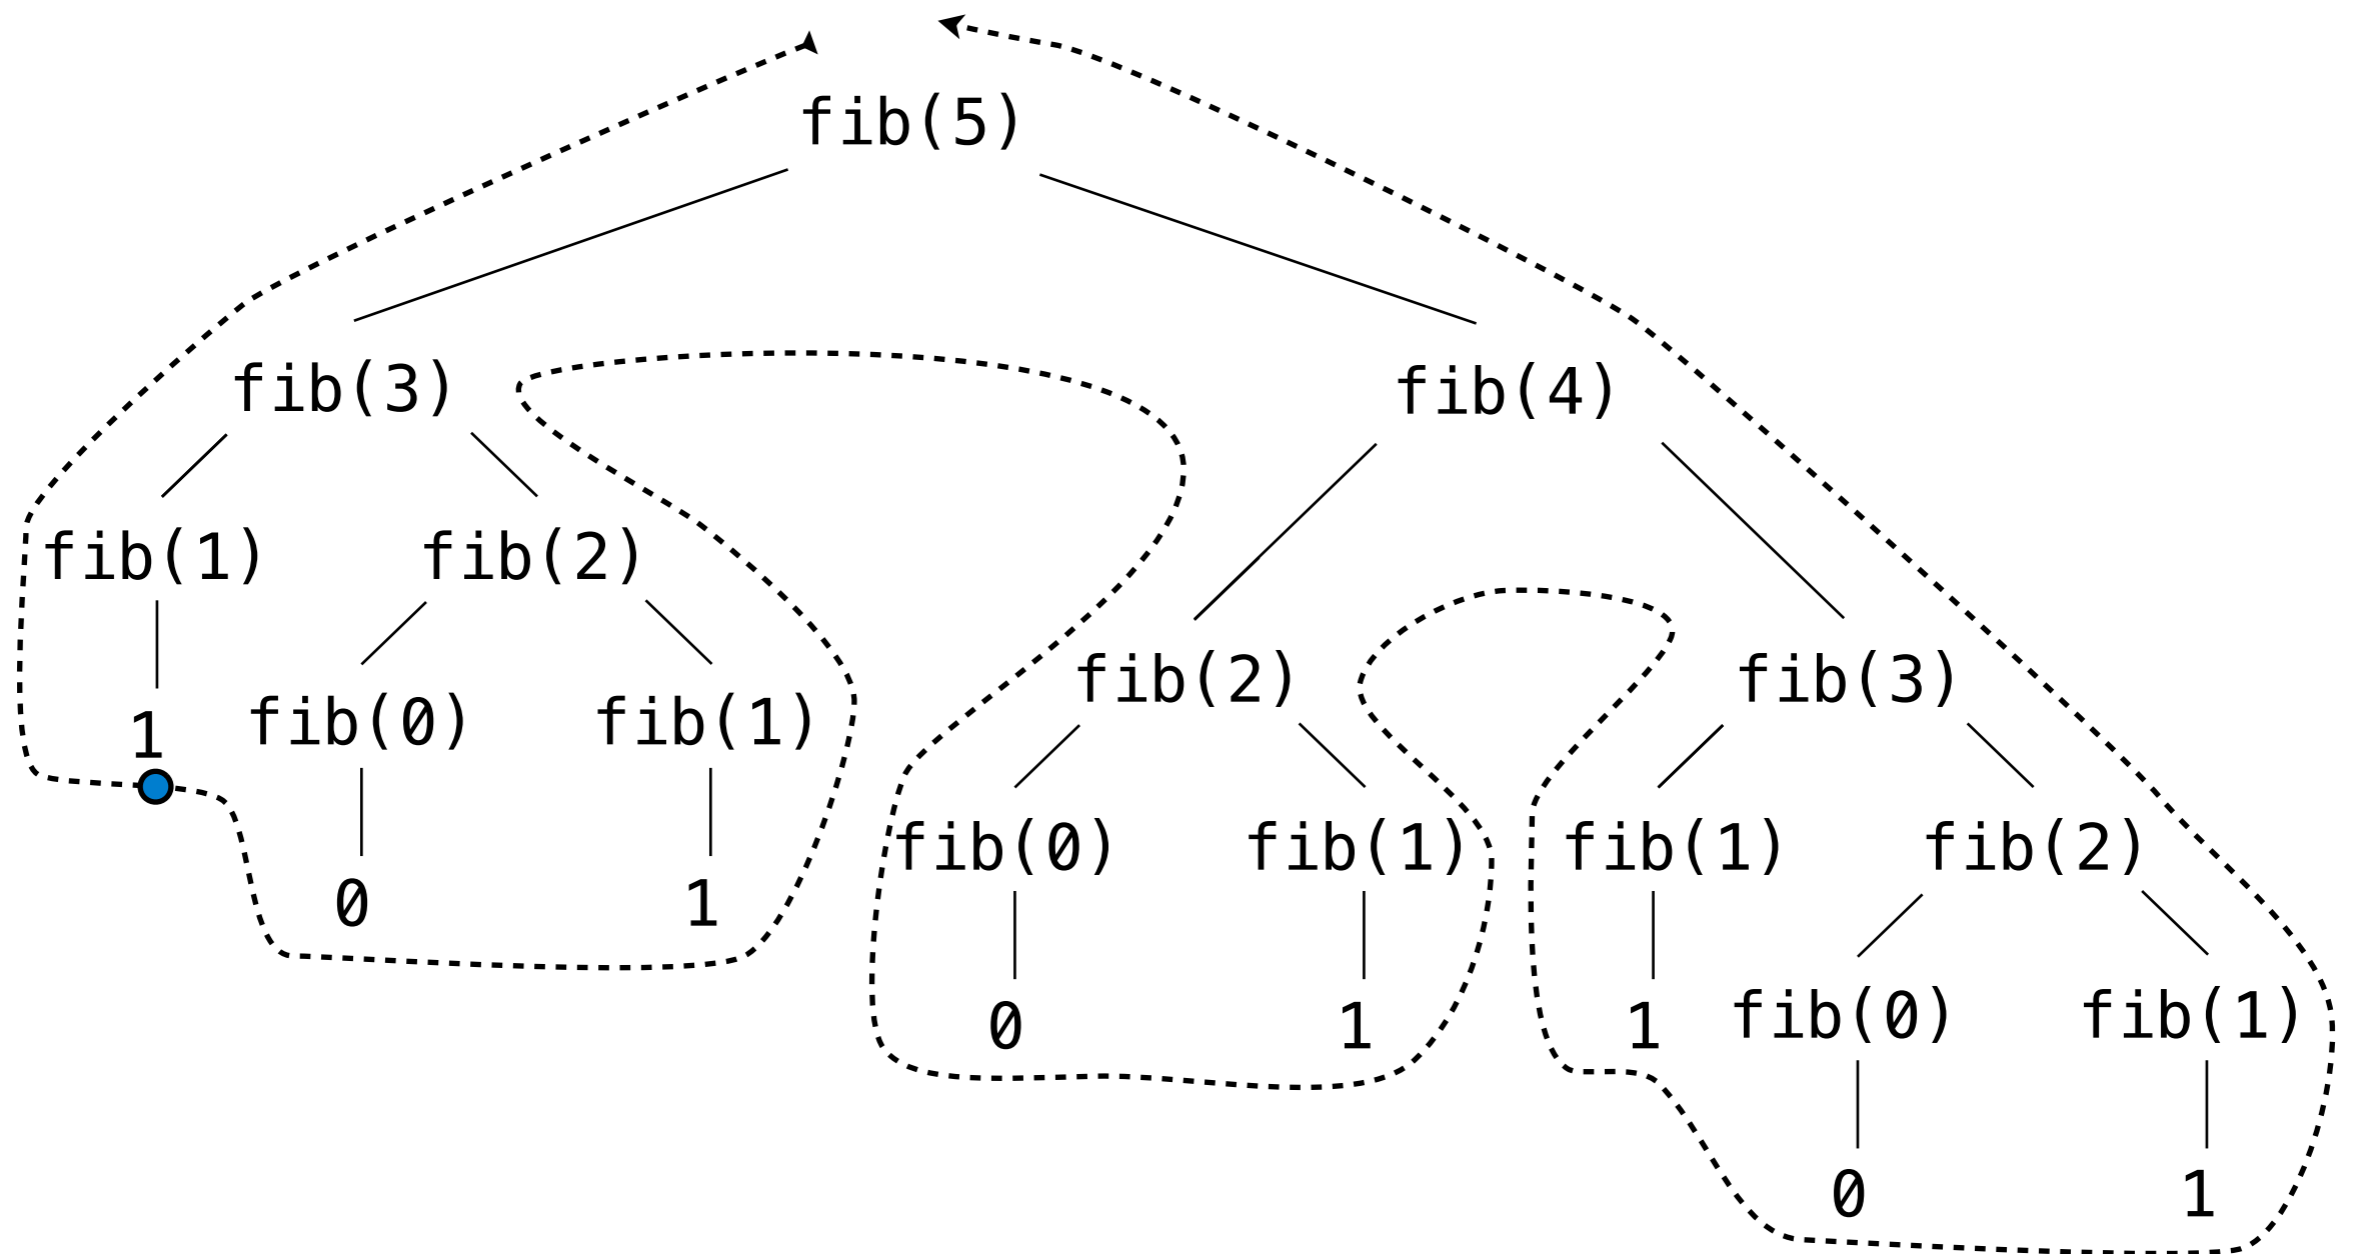 fib(5)
fib(3) fib(4)
fib(1) fib(2) fib(2) fib(3)
1 fib(0) fib(1) fib(0) fib(1) fib(1) fib(2)
0 1 0 1 1 fib(0) fib(1)
0 1